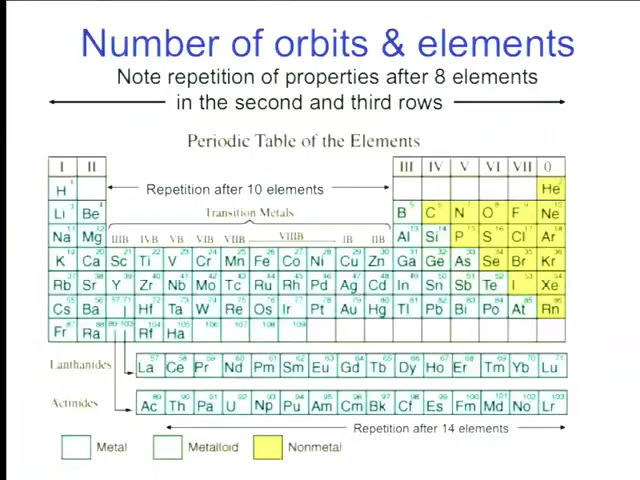 Number of orbits & elements
Note repetition of properties after 8 elements
in the second and third rows
Periodic Table of the Elements
I II III IV V VI VII 0
H 1 Repetition after 10 elements He
Li Be Transition Metals B C N O F Ne
Na Mg IIIB IVB VB VIB VIIB VIIIB IB IIB Al Si P S Cl Ar
K Ca Sc Ti V Cr Mn Fe Co Ni Cu Zn Ga Ge AS Se Br Kr
Rb Sr Y Zr Nb Mo Tc Ru Rh Pd Ag Cd In Sn Sb Te I Xe
Cs Ba 57-71 Hf Ta W Re Os Ir Pt Au Hg Tl Pb Bi Po At Rn
Fr Ra Rf Ha 106 107 108 109
Lanthanides La Ce Pr Nd Pm Sm Eu Gd Tb Dy Ho Er Tm Yb Lu
Actinides Ac Th Pa U Np Pu Am Cm Bk Cf Es Fm Md No Lr
Repetition after 14 elements
Metal Metalloid Nonmetal